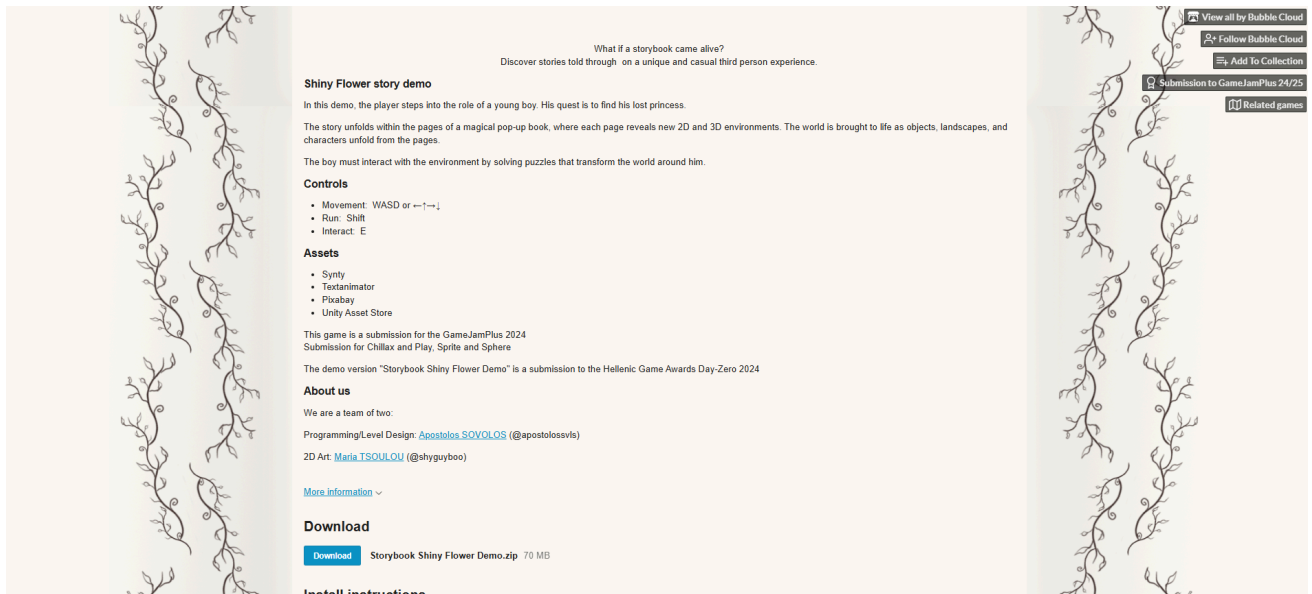 View all by Bubble Cloud
Follow Bubble Cloud
Add To Collection
Submission to GameJamPlus 24/25
Related games
What if a storybook came alive?
Discover stories told through  on a unique and casual third person experience.
Shiny Flower story demo
In this demo, the player steps into the role of a young boy. His quest is to find his lost princess.
The story unfolds within the pages of a magical pop-up book, where each page reveals new 2D and 3D environments. The world is brought to life as objects, landscapes, and
characters unfold from the pages.
The boy must interact with the environment by solving puzzles that transform the world around him.
Controls
• Movement:  WASD or ←↑→↓
• Run:  Shift
• Interact:  E
Assets
• Synty
• Textanimator
• Pixabay
• Unity Asset Store
This game is a submission for the GameJamPlus 2024
Submission for Chillax and Play, Sprite and Sphere
The demo version "Storybook Shiny Flower Demo" is a submission to the Hellenic Game Awards Day-Zero 2024
About us
We are a team of two:
Programming/Level Design: Apostolos SOVOLOS (@apostolossvls)
2D Art: Maria TSOULOU (@shyguyboo)
More information
Download
Download Storybook Shiny Flower Demo.zip 70 MB
Install instructions